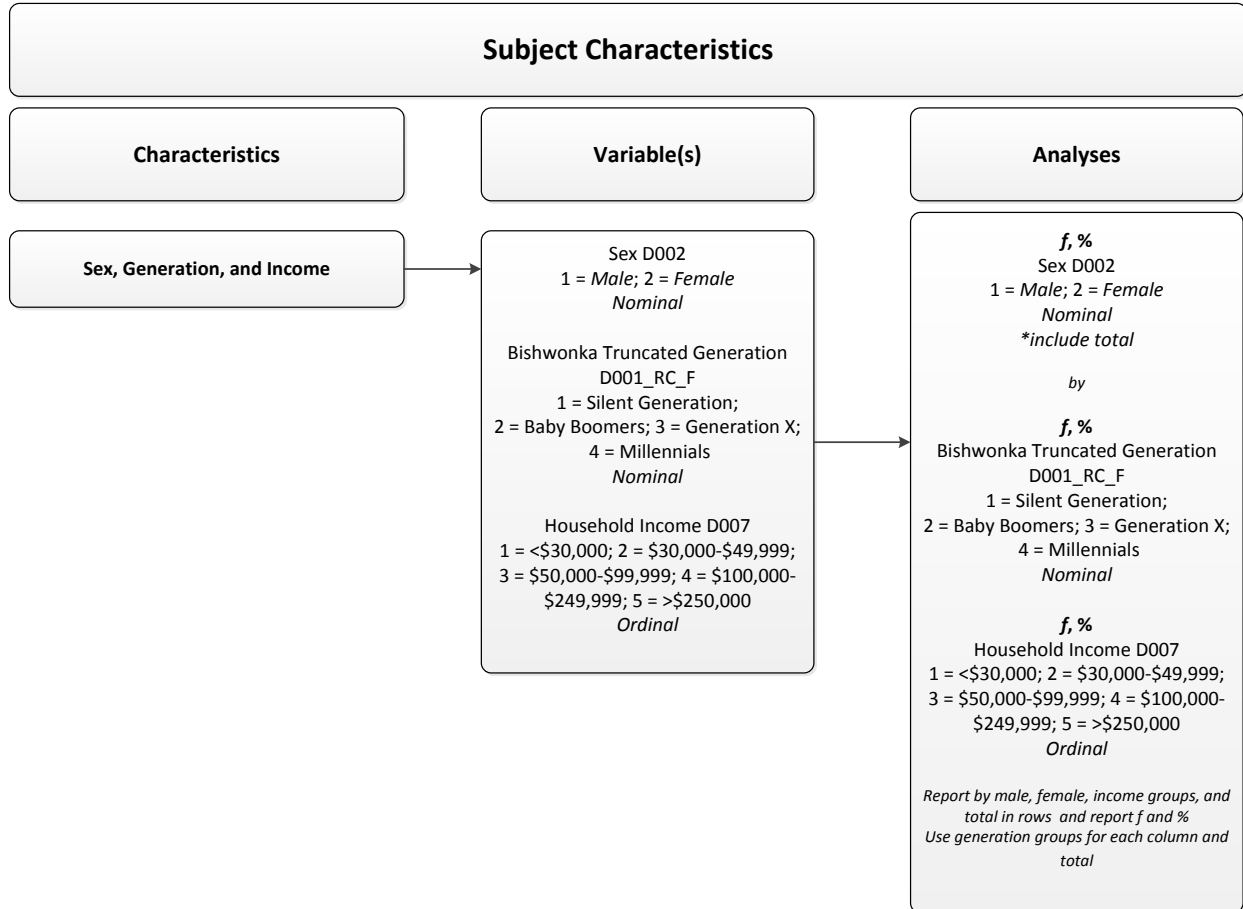 Subject Characteristics
Characteristics
Variable(s)
Analyses
Sex, Generation, and Income
Sex D002
1 = Male; 2 = Female
Nominal
Bishwonka Truncated Generation
D001_RC_F
1 = Silent Generation;
2 = Baby Boomers; 3 = Generation X;
4 = Millennials
Nominal
Household Income D007
1 = <$30,000; 2 = $30,000-$49,999;
3 = $50,000-$99,999; 4 = $100,000-
$249,999; 5 = >$250,000
Ordinal
f, %
Sex D002
1 = Male; 2 = Female
Nominal
*include total
by
f, %
Bishwonka Truncated Generation
D001_RC_F
1 = Silent Generation;
2 = Baby Boomers; 3 = Generation X;
4 = Millennials
Nominal
f, %
Household Income D007
1 = <$30,000; 2 = $30,000-$49,999;
3 = $50,000-$99,999; 4 = $100,000-
$249,999; 5 = >$250,000
Ordinal
Report by male, female, income groups, and
total in rows and report f and %
Use generation groups for each column and
total